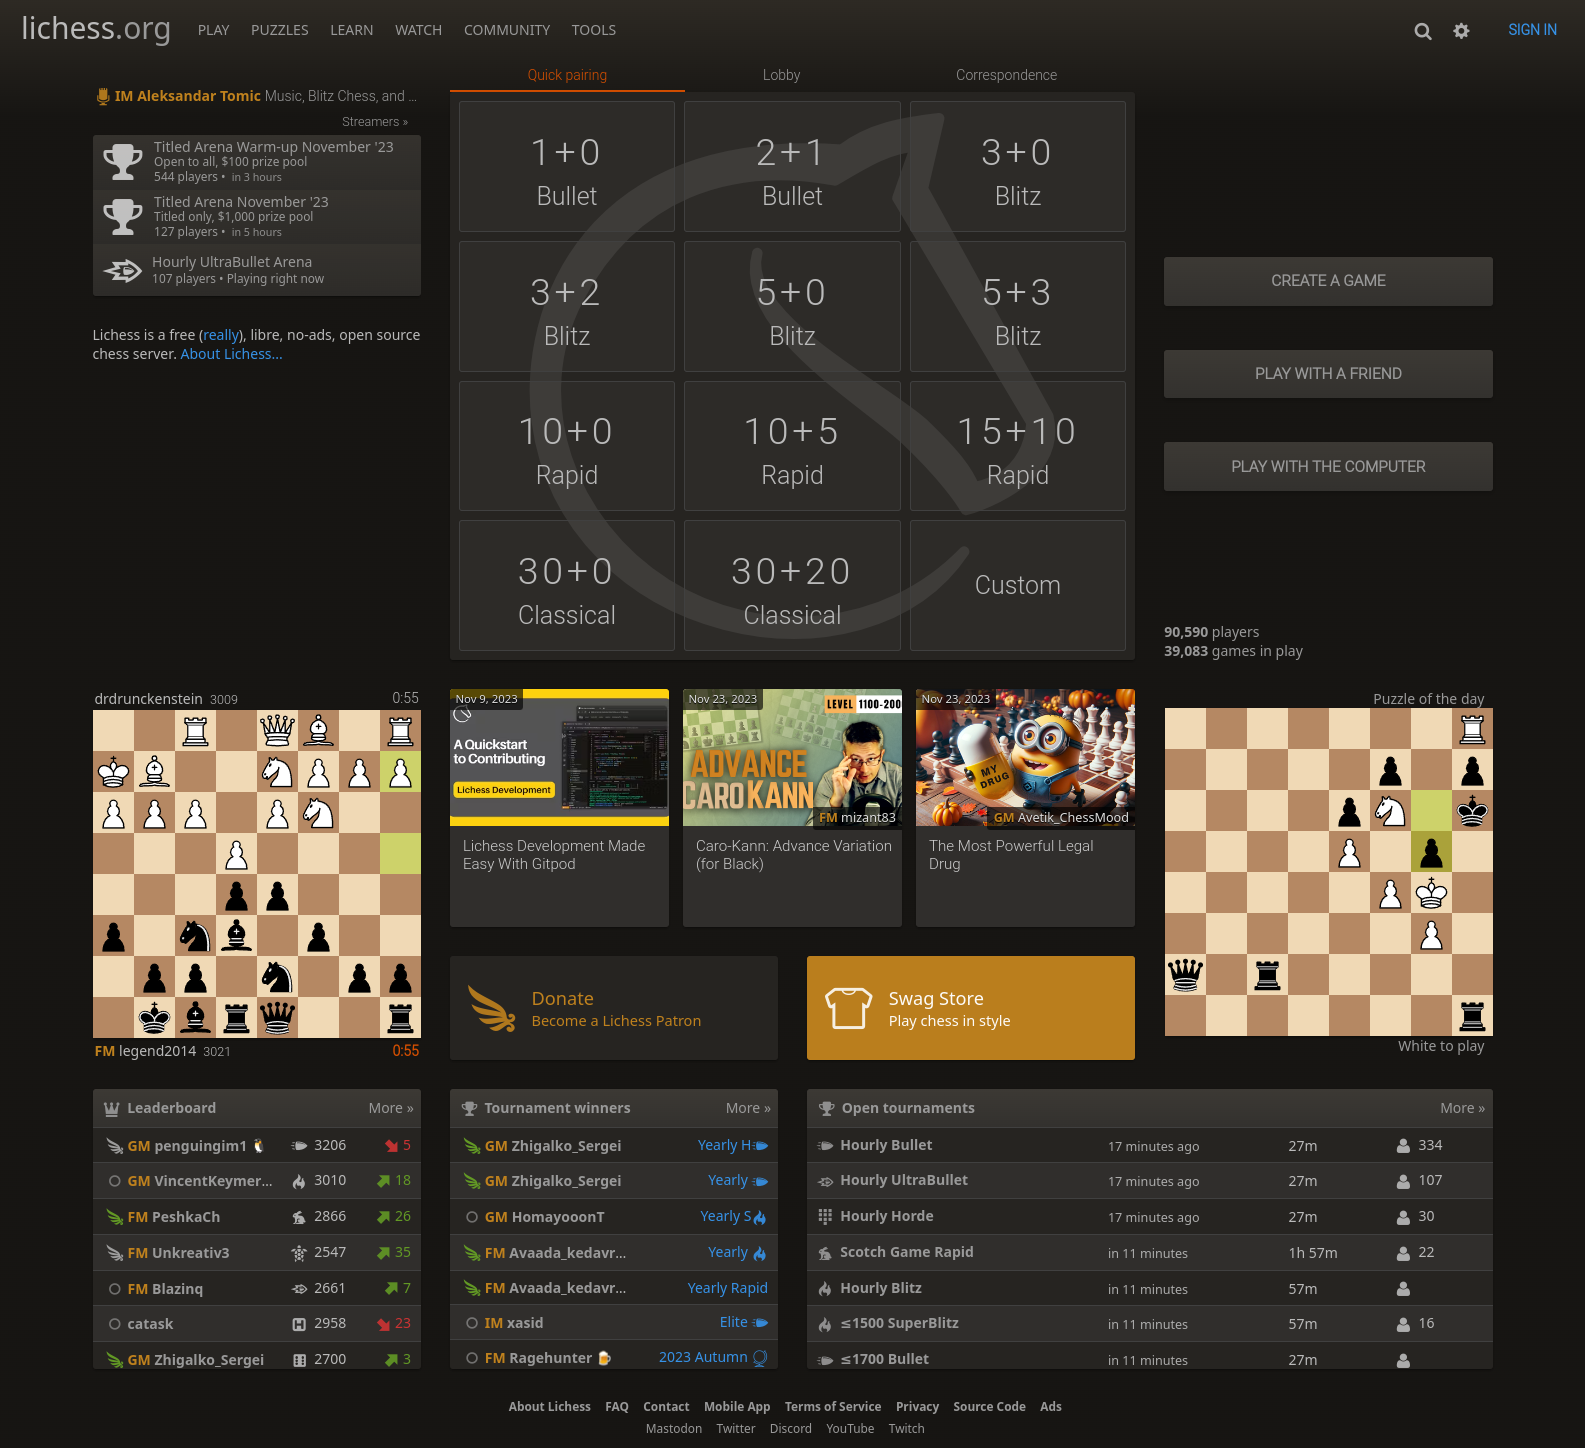 lichess.org PLAY PUZZLES LEARN WATCH COMMUNITY TOOLS SIGN IN
IM Aleksandar Tomic Music, Blitz Chess, and ...
Streamers »
Titled Arena Warm-up November '23
Open to all, $100 prize pool
544 players • in 3 hours
Titled Arena November '23
Titled only, $1,000 prize pool
127 players • in 5 hours
Hourly UltraBullet Arena
107 players • Playing right now
Lichess is a free (really), libre, no-ads, open source
chess server. About Lichess...
Quick pairing Lobby Correspondence
1+0 2+1 3+0
Bullet Bullet Blitz
3+2 5+0 5+3
Blitz Blitz Blitz
10+0 10+5 15+10
Rapid Rapid Rapid
30+0 30+20 Custom
Classical Classical
CREATE A GAME
PLAY WITH A FRIEND
PLAY WITH THE COMPUTER
90,590 players
39,083 games in play
drdrunckenstein 3009 0:55
FM legend2014 3021 0:55
Nov 9, 2023
A Quickstart
to Contributing
Lichess Development
Lichess Development Made
Easy With Gitpod
Nov 23, 2023
LEVEL 1100-200
ADVANCE
CARO KANN
FM mizant83
Caro-Kann: Advance Variation
(for Black)
Nov 23, 2023
MY
DRUG
GM Avetik_ChessMood
The Most Powerful Legal
Drug
Donate
Become a Lichess Patron
Swag Store
Play chess in style
Puzzle of the day
White to play
Leaderboard More »
GM penguingim1 3206 5
GM VincentKeymer... 3010 18
FM PeshkaCh 2866 26
FM Unkreativ3 2547 35
FM Blazinq 2661 7
catask 2958 23
GM Zhigalko_Sergei 2700 3
Tournament winners More »
GM Zhigalko_Sergei Yearly H
GM Zhigalko_Sergei Yearly
GM HomayooonT Yearly S
FM Avaada_kedavr... Yearly
FM Avaada_kedavr... Yearly Rapid
IM xasid Elite
FM Ragehunter 2023 Autumn
Open tournaments More »
Hourly Bullet 17 minutes ago 27m 334
Hourly UltraBullet 17 minutes ago 27m 107
Hourly Horde 17 minutes ago 27m 30
Scotch Game Rapid in 11 minutes 1h 57m 22
Hourly Blitz in 11 minutes 57m
≤1500 SuperBlitz in 11 minutes 57m 16
≤1700 Bullet in 11 minutes 27m
About Lichess FAQ Contact Mobile App Terms of Service Privacy Source Code Ads
Mastodon Twitter Discord YouTube Twitch